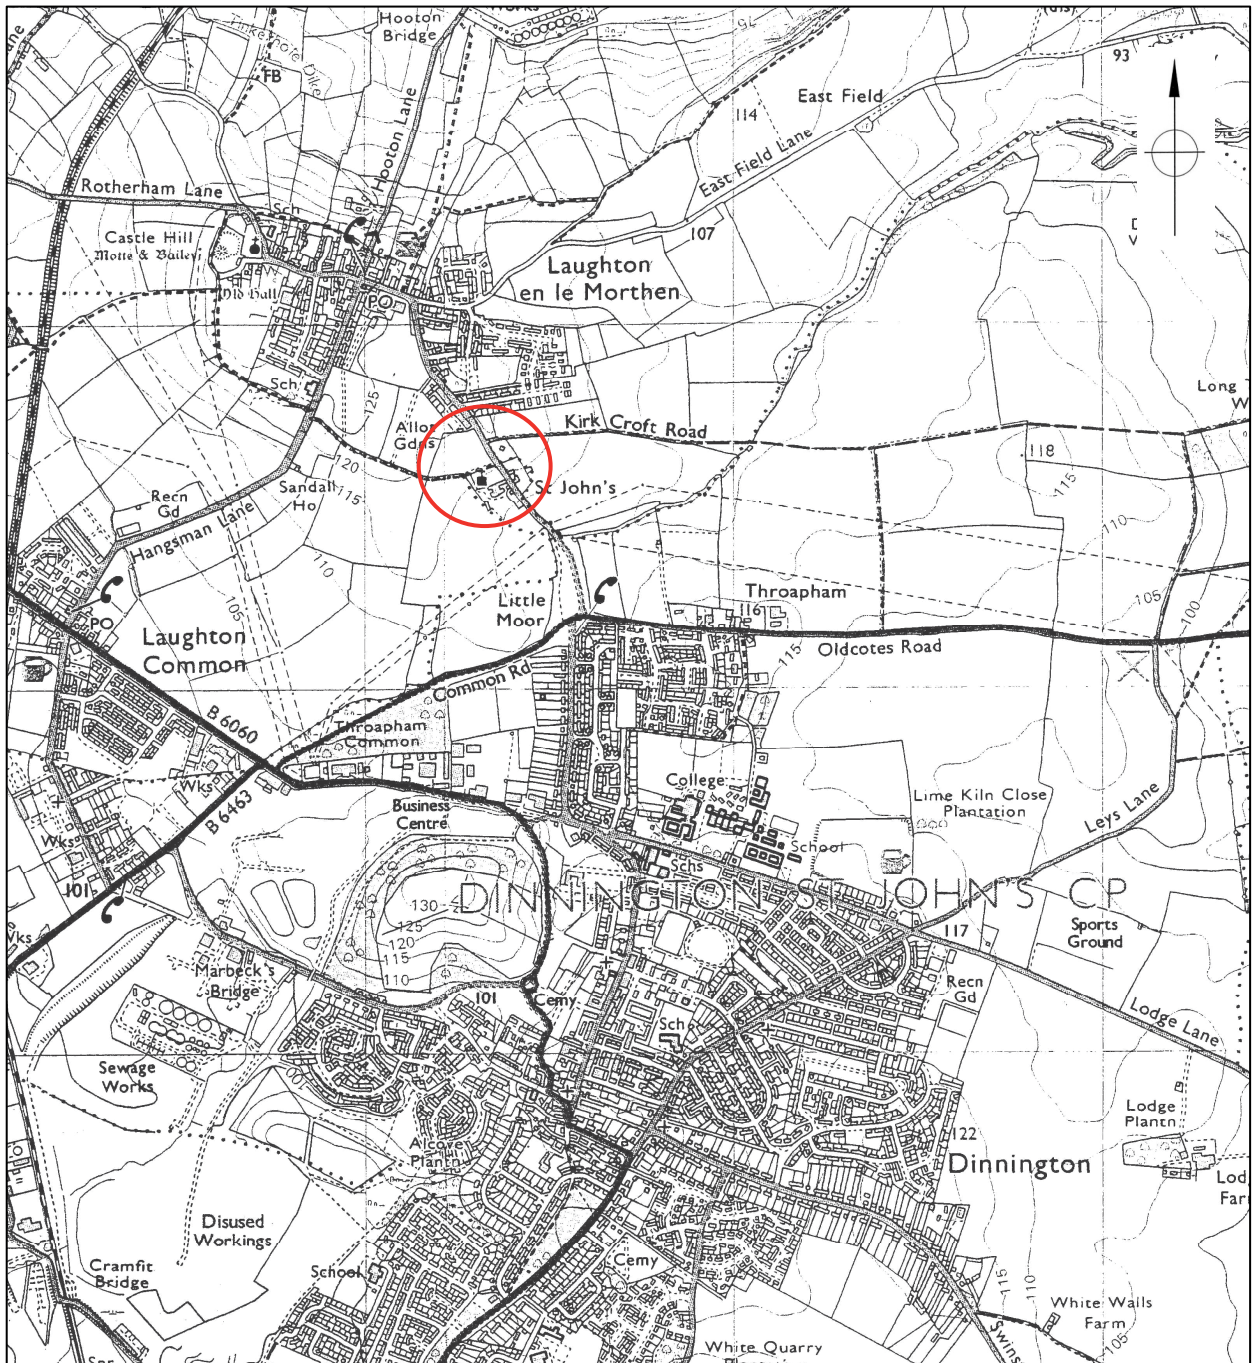 Hooton
Bridge
FB
Hooton Lane
93
East Field
114
East Field Lane
Rotherham Lane
Sch
Castle Hill
Motte & Bailey
107
Laughton
en le Morthen
Old Hall
PO
Sch
125
Kirk Croft Road
Allot
Gdns
Long
W
118
115
120
115
Sandall
Ho
St John's
Recn
Gd
Hangsman Lane
110
110
105
Little
Moor
Throapham
116
105
100
PO
Laughton
Common
115
Oldcotes Road
Common Rd
B 6060
Throapham
Common
Wks
B 6463
Business
Centre
College
Lime Kiln Close
Plantation
Leys Lane
School
Wks
Schs
101
DINNINGTON ST JOHN'S CP
130
125
120
115
110
Sports
Ground
117
Wks
Marbeck's
Bridge
101
Cemy
Recn
Gd
Lodge Lane
Sch
Sewage
Works
Lodge
Plantn
122
Alcover
Plantn
Dinnington
Disused
Workings
Cramfit
Bridge
School
Cemy
115
110
White Walls
Farm
105
White Quarry